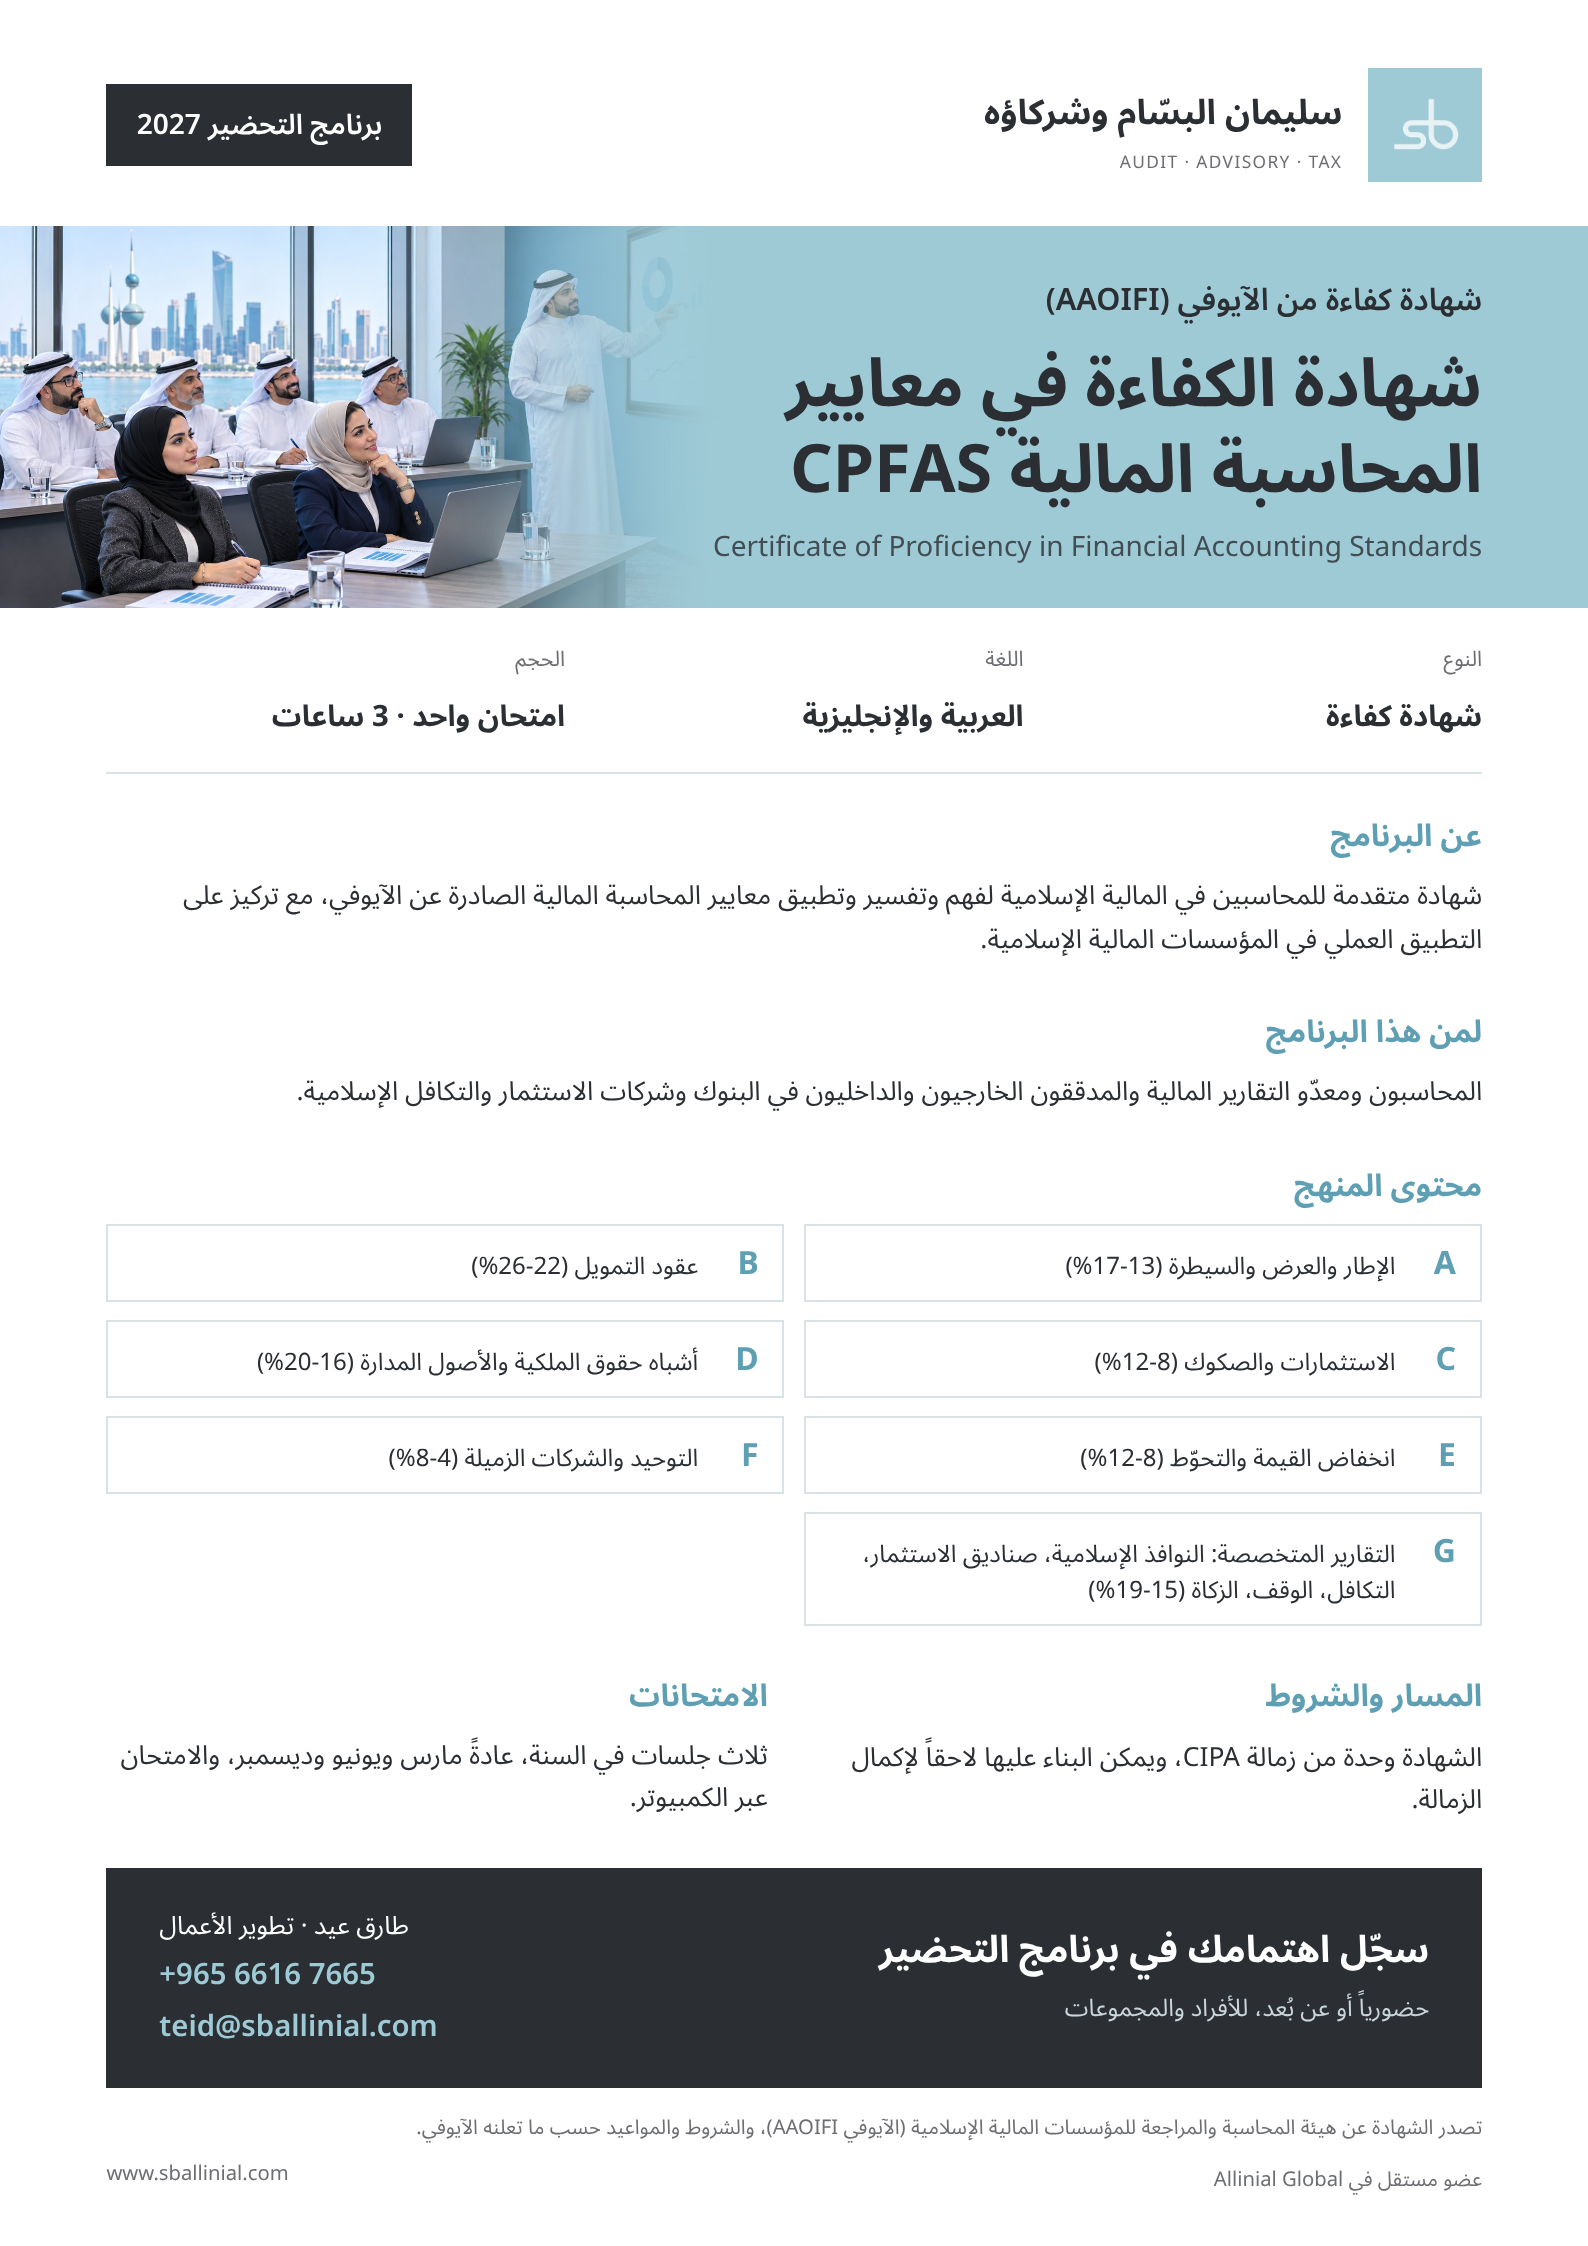 sb
سليمان البسّام وشركاؤه
AUDIT · ADVISORY · TAX
برنامج التحضير 2027
شهادة كفاءة من الآيوفي (AAOIFI)
شهادة الكفاءة في معايير
المحاسبة المالية CPFAS
Certificate of Proficiency in Financial Accounting Standards
النوع
شهادة كفاءة
اللغة
العربية والإنجليزية
الحجم
امتحان واحد · 3 ساعات
عن البرنامج
شهادة متقدمة للمحاسبين في المالية الإسلامية لفهم وتفسير وتطبيق معايير المحاسبة المالية الصادرة عن الآيوفي، مع تركيز على
التطبيق العملي في المؤسسات المالية الإسلامية.
لمن هذا البرنامج
المحاسبون ومعدّو التقارير المالية والمدققون الخارجيون والداخليون في البنوك وشركات الاستثمار والتكافل الإسلامية.
محتوى المنهج
A الإطار والعرض والسيطرة (13-17%)
B عقود التمويل (22-26%)
C الاستثمارات والصكوك (8-12%)
D أشباه حقوق الملكية والأصول المدارة (16-20%)
E انخفاض القيمة والتحوّط (8-12%)
F التوحيد والشركات الزميلة (4-8%)
G التقارير المتخصصة: النوافذ الإسلامية، صناديق الاستثمار،
التكافل، الوقف، الزكاة (15-19%)
المسار والشروط
الشهادة وحدة من زمالة CIPA، ويمكن البناء عليها لاحقاً لإكمال
الزمالة.
الامتحانات
ثلاث جلسات في السنة، عادةً مارس ويونيو وديسمبر، والامتحان
عبر الكمبيوتر.
سجّل اهتمامك في برنامج التحضير
حضورياً أو عن بُعد، للأفراد والمجموعات
طارق عيد · تطوير الأعمال
+965 6616 7665
teid@sballinial.com
تصدر الشهادة عن هيئة المحاسبة والمراجعة للمؤسسات المالية الإسلامية (الآيوفي AAOIFI)، والشروط والمواعيد حسب ما تعلنه الآيوفي.
عضو مستقل في Allinial Global
www.sballinial.com